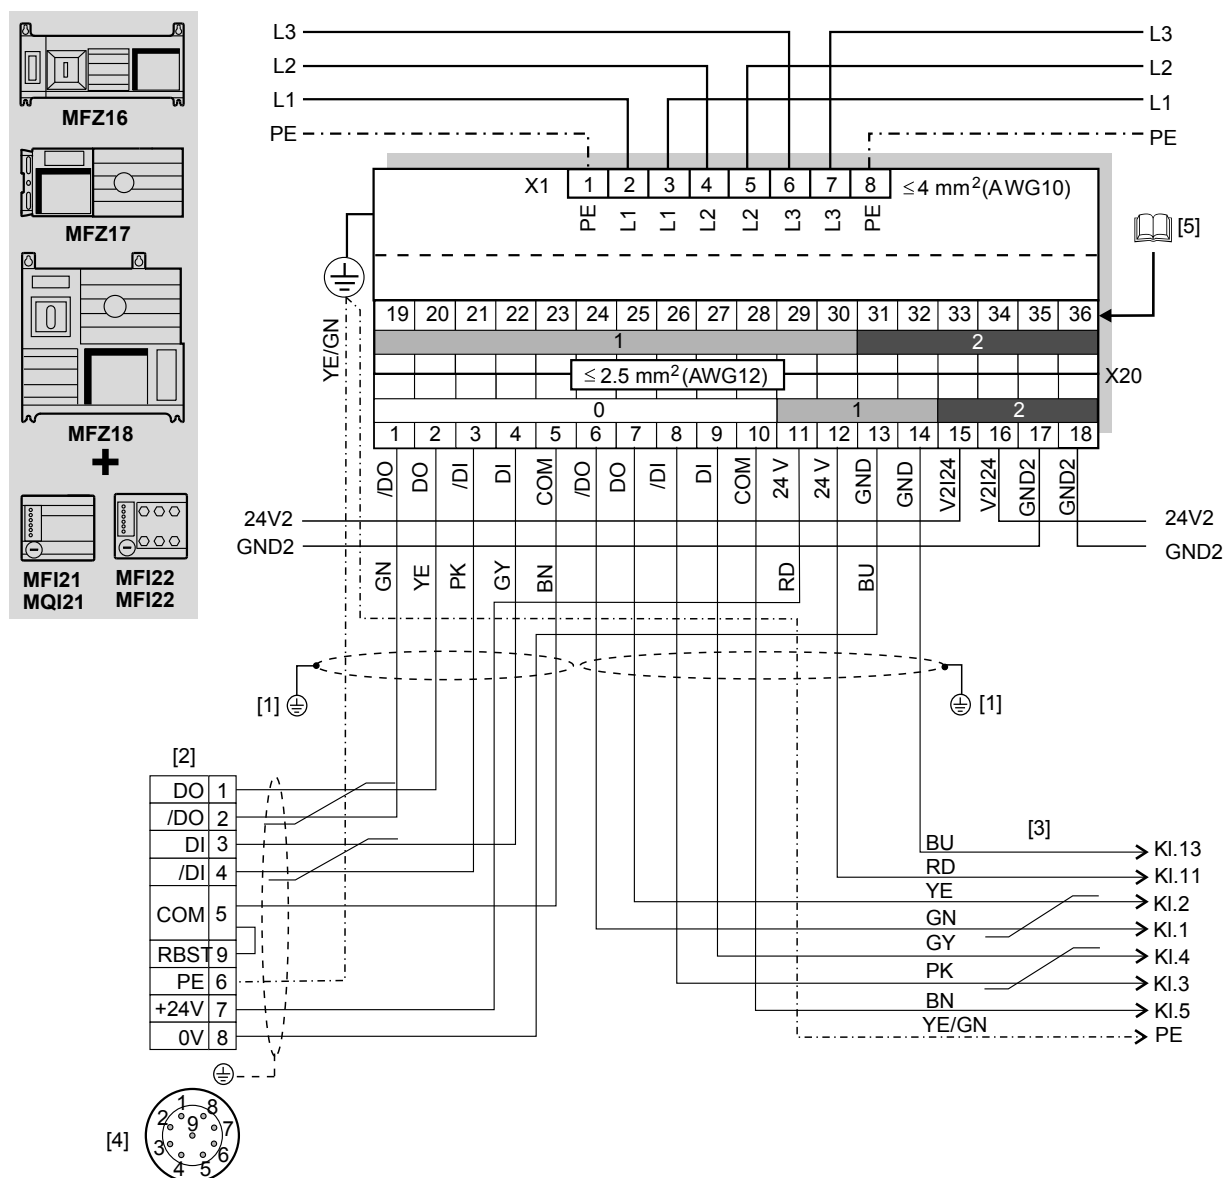 MFZ16
MFZ17
MFZ18
+
MFI21 MFI22
MQI21 MFI22
L3 L3
L2 L2
L1 L1
PE PE
X1 1 2 3 4 5 6 7 8 ≤4 mm²(AWG10)
PE L1 L1 L2 L2 L3 L3 PE
[5]
YE/GN
19 20 21 22 23 24 25 26 27 28 29 30 31 32 33 34 35 36
1 2
≤2.5 mm²(AWG12) X20
0 1 2
1 2 3 4 5 6 7 8 9 10 11 12 13 14 15 16 17 18
/DO DO /DI DI COM /DO DO /DI DI COM 24 V 24 V GND GND V2I24 V2I24 GND2 GND2
24V2 24V2
GND2 GND2
GN YE PK GY BN RD BU
[1] [1]
[2]
DO 1
/DO 2
DI 3
/DI 4
COM 5
RBST 9
PE 6
+24V 7
0V 8
[3]
BU KI.13
RD KI.11
YE KI.2
GN KI.1
GY KI.4
PK KI.3
BN KI.5
YE/GN PE
[4]
1 8
2 9 7
3 6
4 5